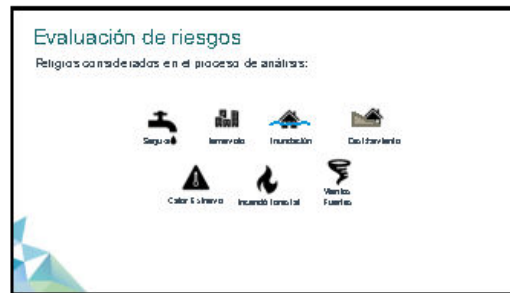 Evaluación de riesgos
Peligros considerados en el proceso de análisis:
Sequía Terremoto Inundación Deslizamiento
Calor Extremo Incendio forestal Vientos
Fuertes